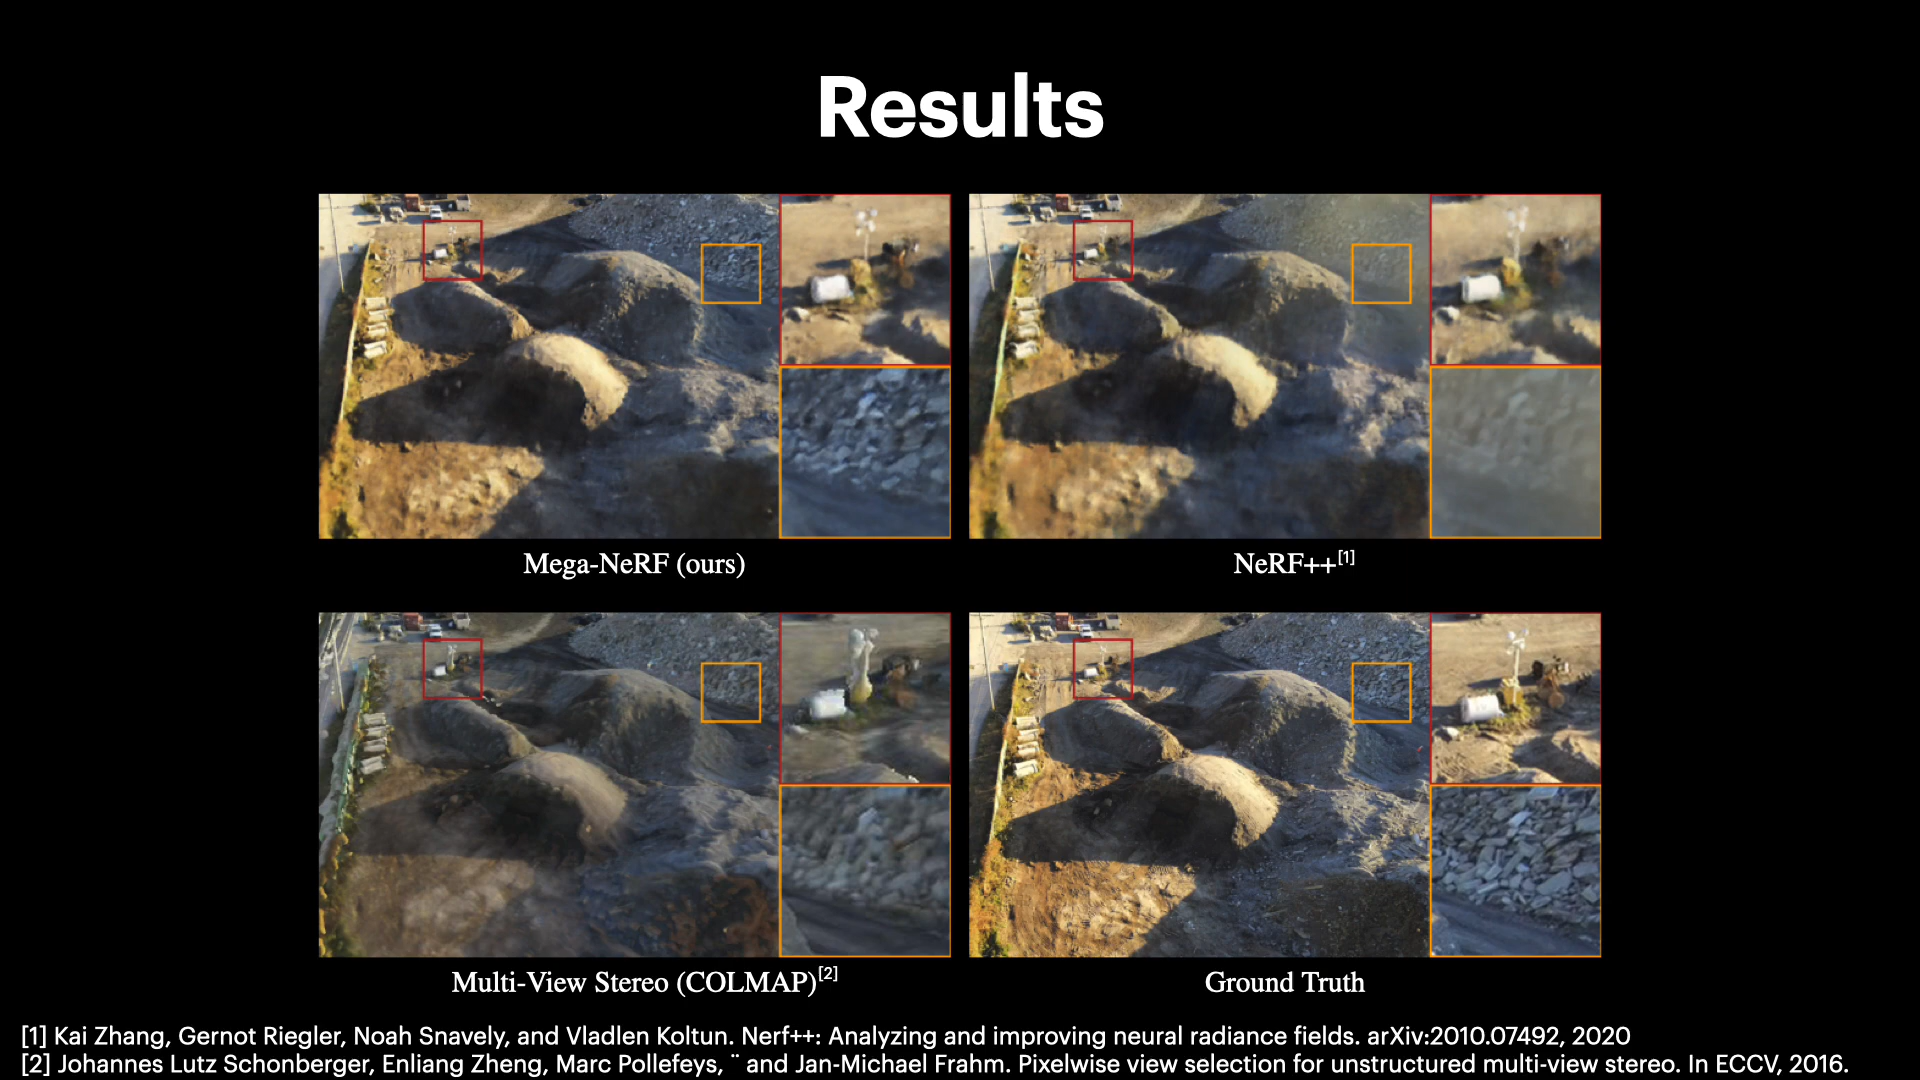 Results
Mega-NeRF (ours)
NeRF++[1]
Multi-View Stereo (COLMAP)[2]
Ground Truth
[1] Kai Zhang, Gernot Riegler, Noah Snavely, and Vladlen Koltun. Nerf++: Analyzing and improving neural radiance fields. arXiv:2010.07492, 2020
[2] Johannes Lutz Schonberger, Enliang Zheng, Marc Pollefeys, ¨ and Jan-Michael Frahm. Pixelwise view selection for unstructured multi-view stereo. In ECCV, 2016.